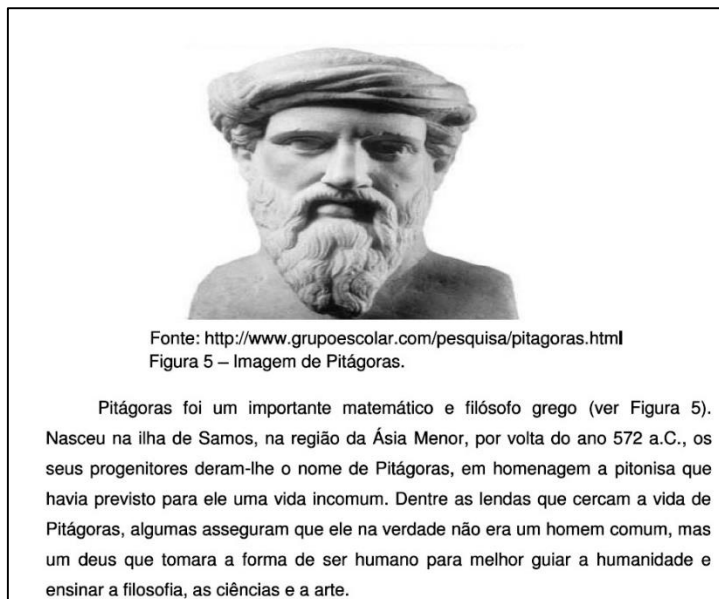 Fonte: http://www.grupoescolar.com/pesquisa/pitagoras.html
Figura 5 – Imagem de Pitágoras.
Pitágoras foi um importante matemático e filósofo grego (ver Figura 5).
Nasceu na ilha de Samos, na região da Ásia Menor, por volta do ano 572 a.C., os
seus progenitores deram-lhe o nome de Pitágoras, em homenagem a pitonisa que
havia previsto para ele uma vida incomum. Dentre as lendas que cercam a vida de
Pitágoras, algumas asseguram que ele na verdade não era um homem comum, mas
um deus que tomara a forma de ser humano para melhor guiar a humanidade e
ensinar a filosofia, as ciências e a arte.